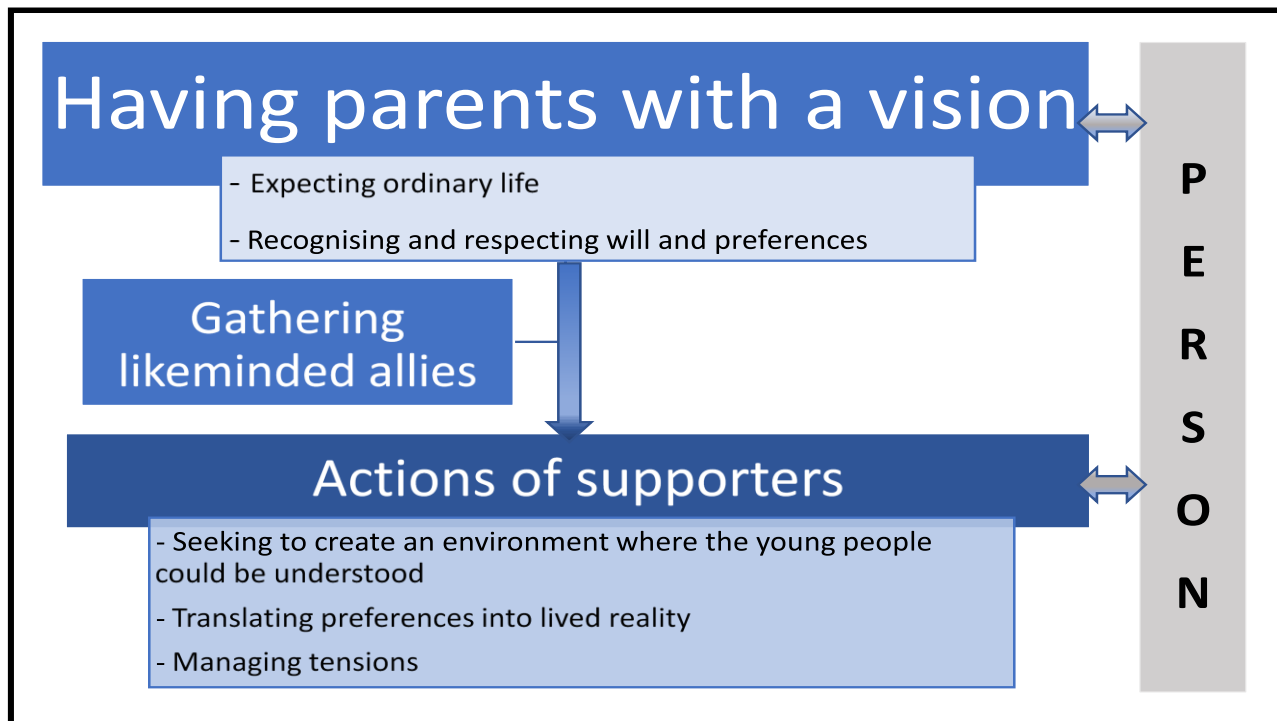 Having parents with a vision
- Expecting ordinary life
- Recognising and respecting will and preferences
Gathering
likeminded allies
Actions of supporters
- Seeking to create an environment where the young people
could be understood
- Translating preferences into lived reality
- Managing tensions
P
E
R
S
O
N